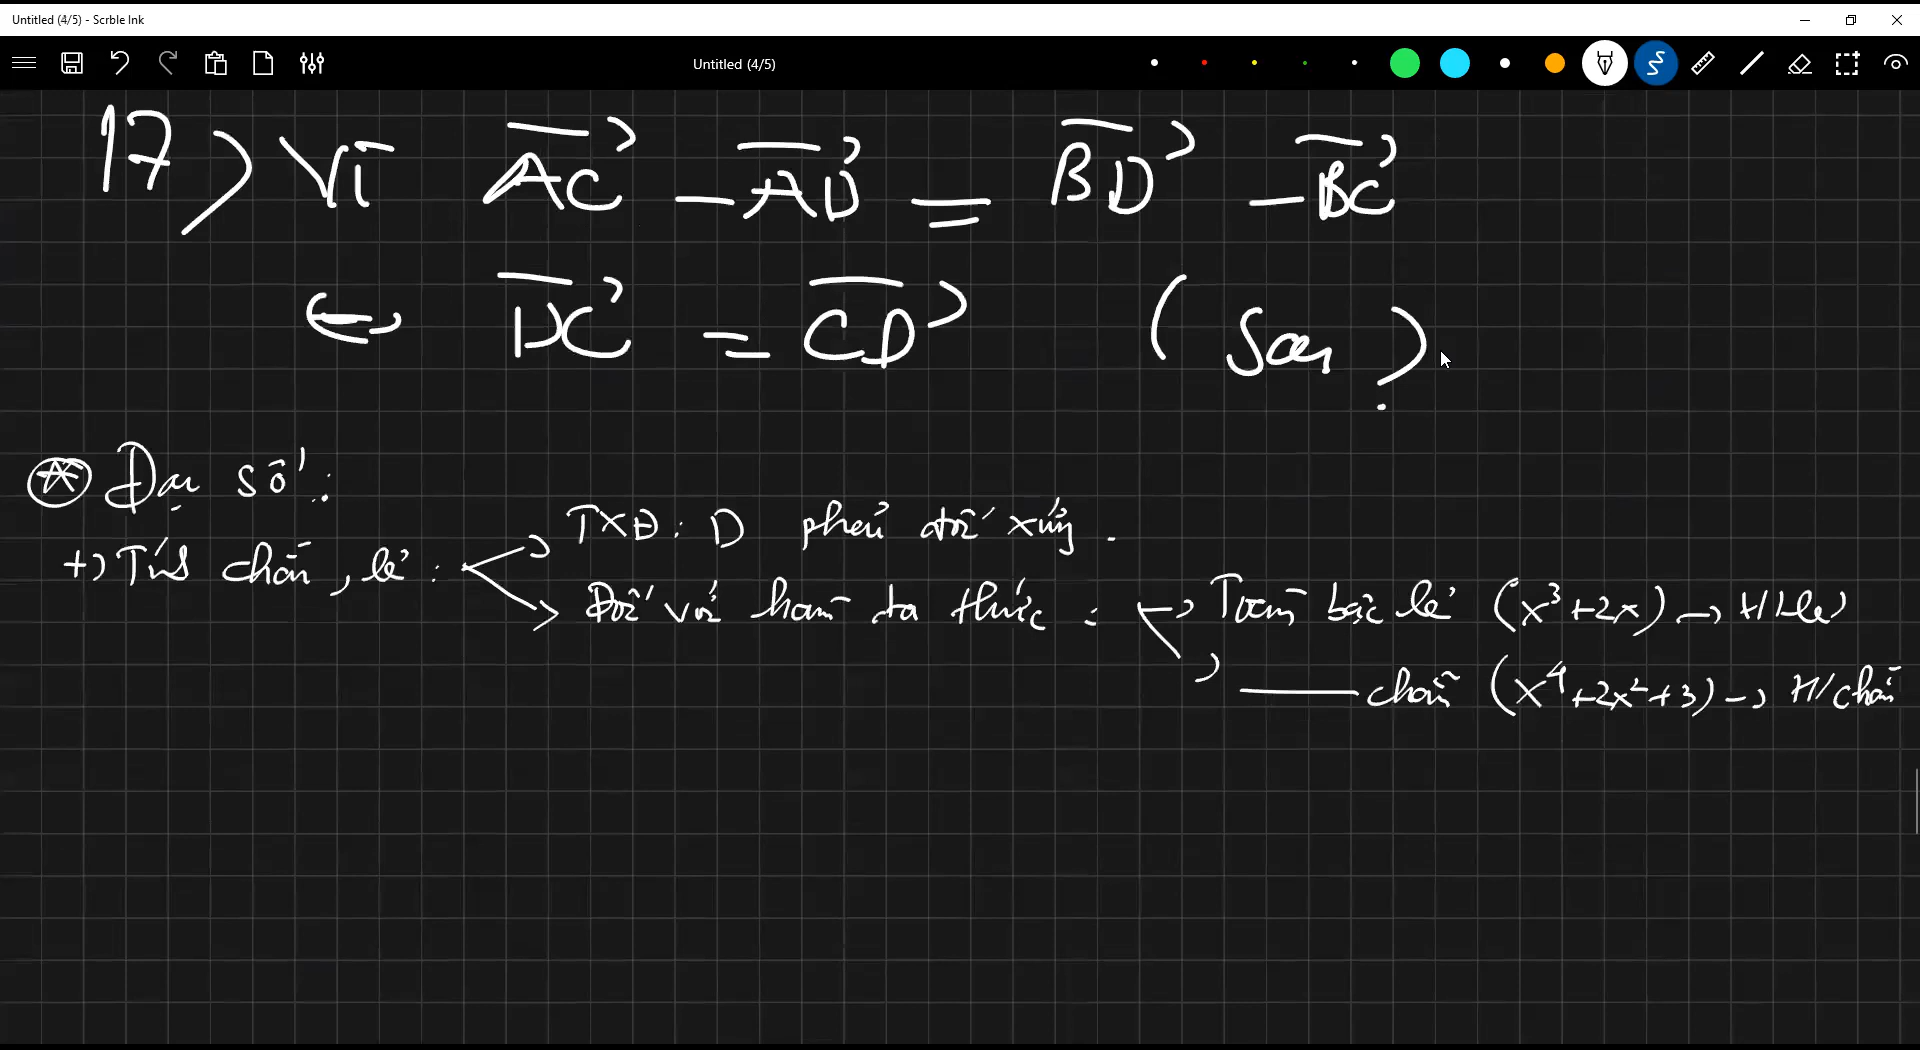 Untitled (4/5) - Scrble Ink
Untitled (4/5)
17) Vì AC⃗ - AD⃗ = BD⃗ - BC⃗
⇔ DC⃗ = CD⃗ (Sai).
⊛ Đại số:
+) Tính chẵn, lẻ: → TXĐ: D phải đối xứng.
→ Đối với hàm đa thức: → Toàn bậc lẻ (x³+2x) → H/Lẻ
→ —— chẵn (x⁴+2x²+3) → H/chẵn